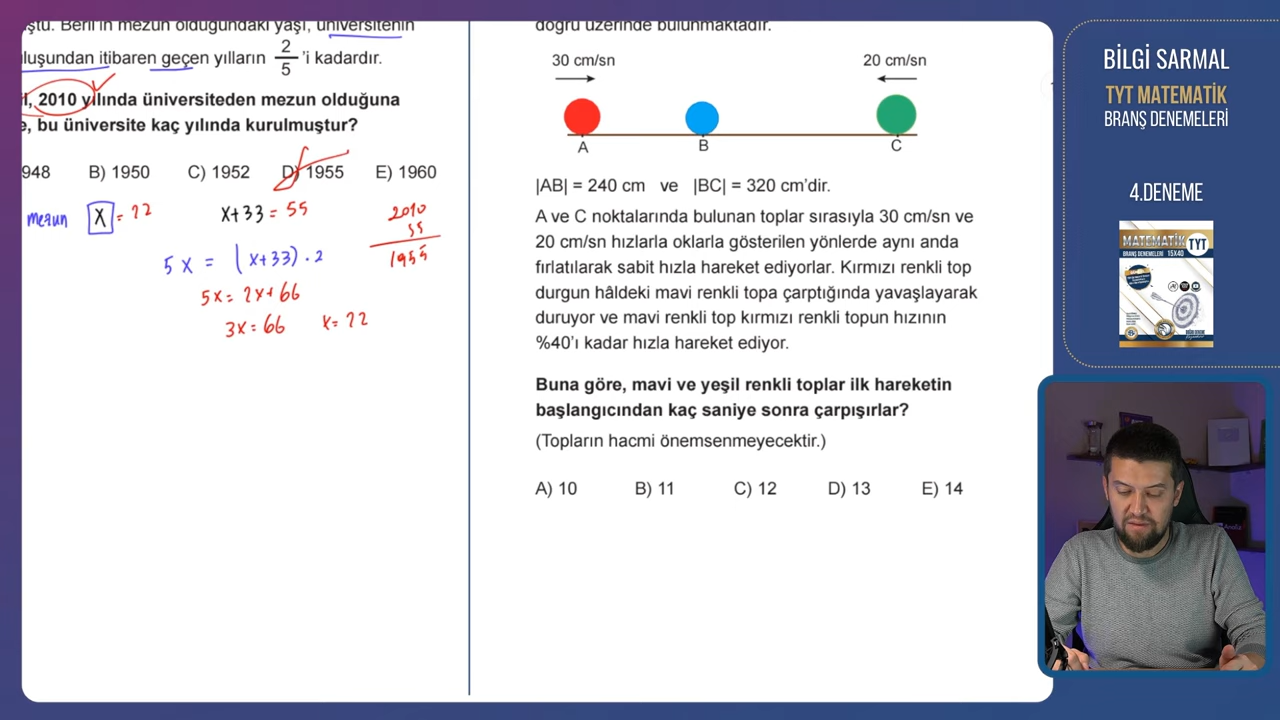 ştu. Beril'in mezun olduğundaki yaşı, üniversitenin
luşundan itibaren geçen yılların 2/5 'i kadardır.
l, 2010 yılında üniversiteden mezun olduğuna
e, bu üniversite kaç yılında kurulmuştur?
948 B) 1950 C) 1952 D) 1955 E) 1960
mezun X = 22 x+33 = 55
2010
55
1955
5x = (x+33) . 2
5x = 2x+66
3x = 66 x = 22
doğru üzerinde bulunmaktadır.
30 cm/sn 20 cm/sn
A B C
|AB| = 240 cm ve |BC| = 320 cm'dir.
A ve C noktalarında bulunan toplar sırasıyla 30 cm/sn ve
20 cm/sn hızlarla oklarla gösterilen yönlerde aynı anda
fırlatılarak sabit hızla hareket ediyorlar. Kırmızı renkli top
durgun hâldeki mavi renkli topa çarptığında yavaşlayarak
duruyor ve mavi renkli top kırmızı renkli topun hızının
%40'ı kadar hızla hareket ediyor.
Buna göre, mavi ve yeşil renkli toplar ilk hareketin
başlangıcından kaç saniye sonra çarpışırlar?
(Topların hacmi önemsenmeyecektir.)
A) 10 B) 11 C) 12 D) 13 E) 14
BİLGİ SARMAL
TYT MATEMATİK
BRANŞ DENEMELERİ
4.DENEME
MATEMATİK TYT
BRANŞ DENEMELERİ 15X40